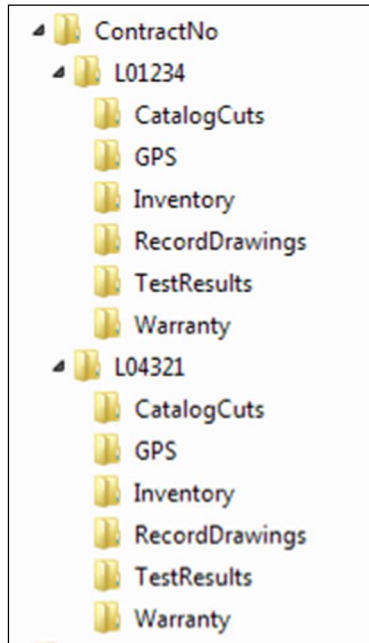 ContractNo
L01234
CatalogCuts
GPS
Inventory
RecordDrawings
TestResults
Warranty
L04321
CatalogCuts
GPS
Inventory
RecordDrawings
TestResults
Warranty